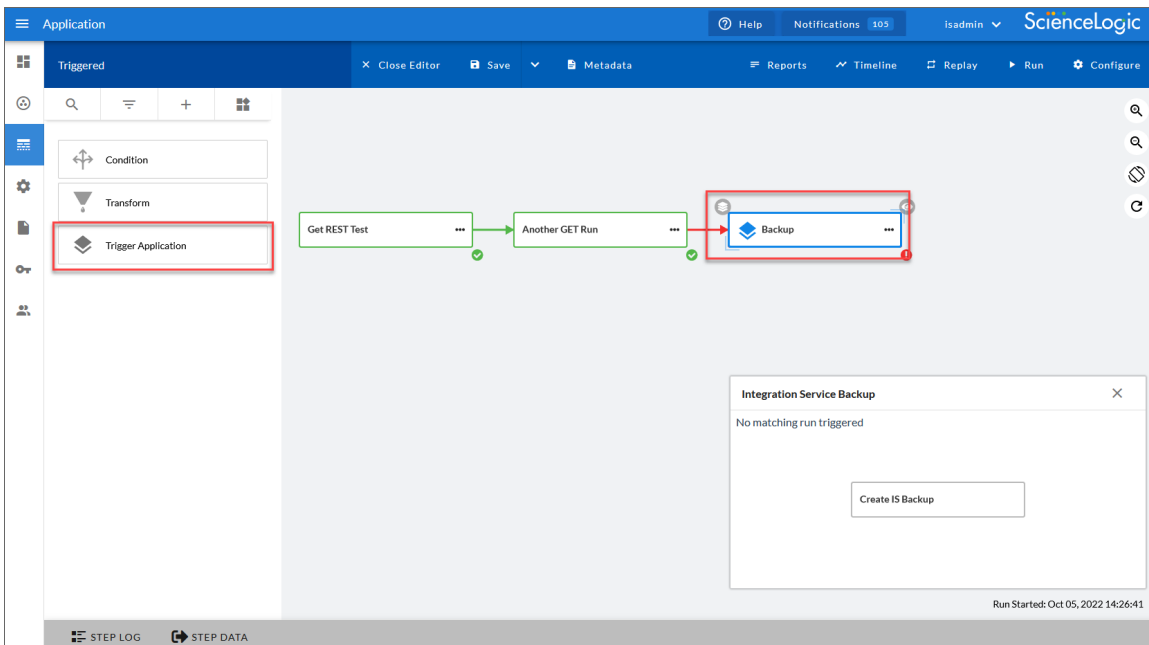 Application
Help
Notifications 105
isadmin
ScienceLogic
Triggered
Close Editor
Save
Metadata
Reports
Timeline
Replay
Run
Configure
Condition
Transform
Trigger Application
Get REST Test
Another GET Run
Backup
Integration Service Backup
No matching run triggered
Create IS Backup
Run Started: Oct 05, 2022 14:26:41
STEP LOG
STEP DATA